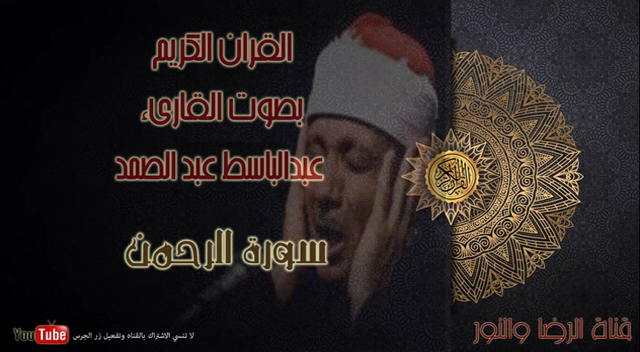 القران الكريم
بصوت القارىء
عبدالباسط عبد الصمد
سورة الرحمن
قناة الرضا والنور
لا تنسي الاشتراك بالقناه وتفعيل زر الجرس
YouTube